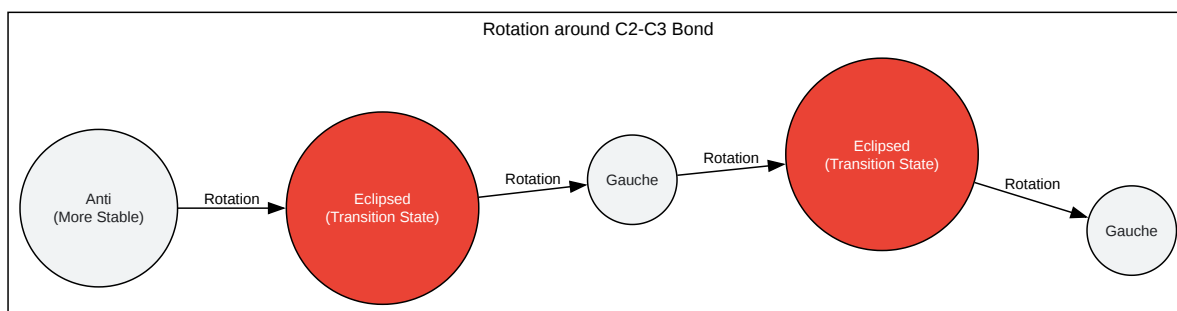 Rotation around C2-C3 Bond
Anti
(More Stable)
Rotation
Eclipsed
(Transition State)
Rotation
Gauche
Rotation
Eclipsed
(Transition State)
Rotation
Gauche